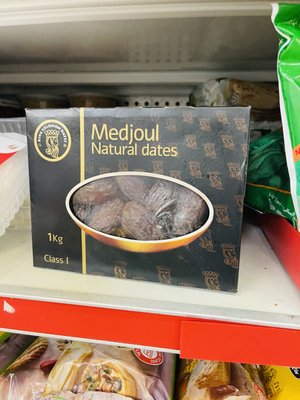 Medjoul
Natural dates
1Kg
Class I